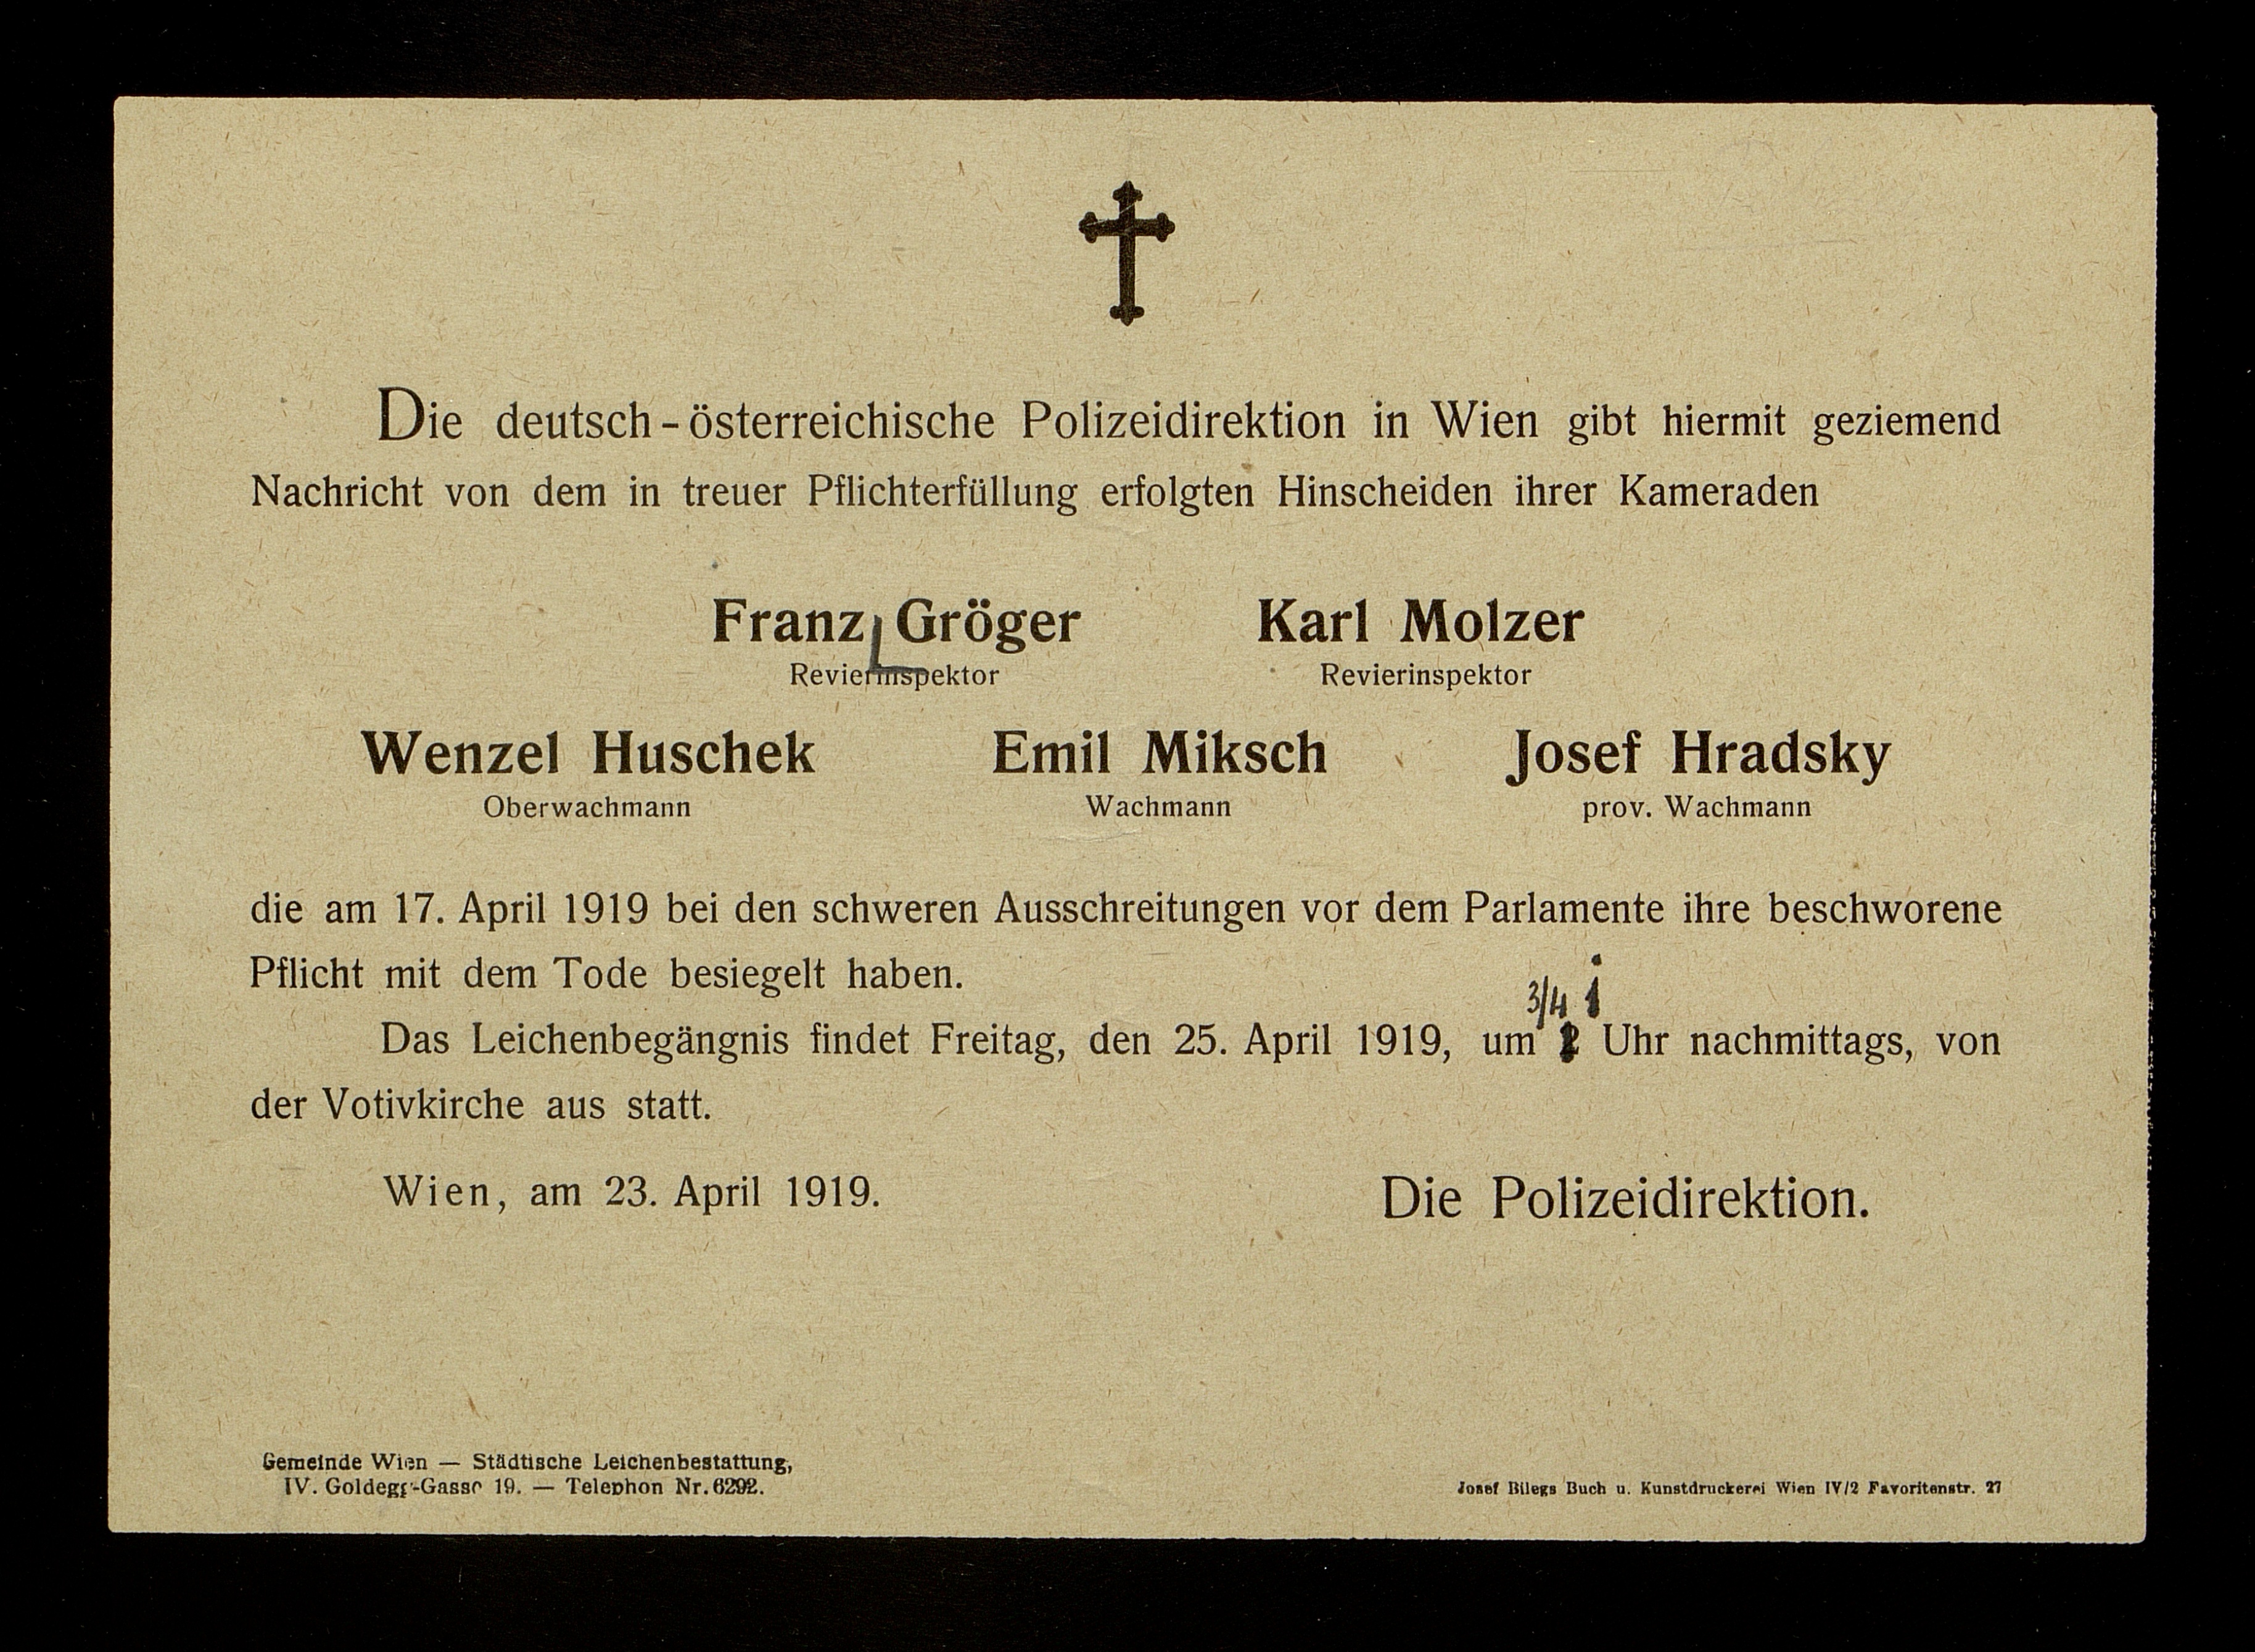 Die deutsch-österreichische Polizeidirektion in Wien gibt hiermit geziemend
Nachricht von dem in treuer Pflichterfüllung erfolgten Hinscheiden ihrer Kameraden
Franz Gröger Karl Molzer
Revierinspektor Revierinspektor
Wenzel Huschek Emil Miksch Josef Hradsky
Oberwachmann Wachmann prov. Wachmann
die am 17. April 1919 bei den schweren Ausschreitungen vor dem Parlamente ihre beschworene
Pflicht mit dem Tode besiegelt haben.
3/4
Das Leichenbegängnis findet Freitag, den 25. April 1919, um 2 Uhr nachmittags, von
der Votivkirche aus statt.
Wien, am 23. April 1919. Die Polizeidirektion.
Gemeinde Wien — Städtische Leichenbestattung,
IV. Goldegg-Gasse 19. — Telephon Nr. 6292.
Josef Bilegs Buch u. Kunstdruckerei Wien IV/2 Favoritenstr. 27